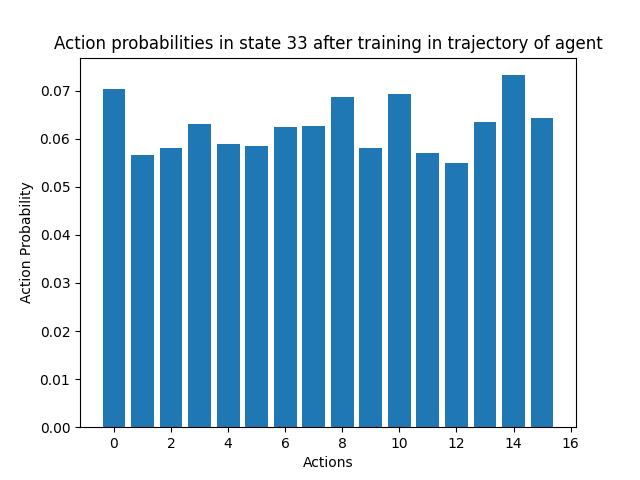 Action probabilities in state 33 after training in trajectory of agent
0.07
0.06
0.05
0.04
0.03
0.02
0.01
0.00
Action Probability
0 2 4 6 8 10 12 14 16
Actions